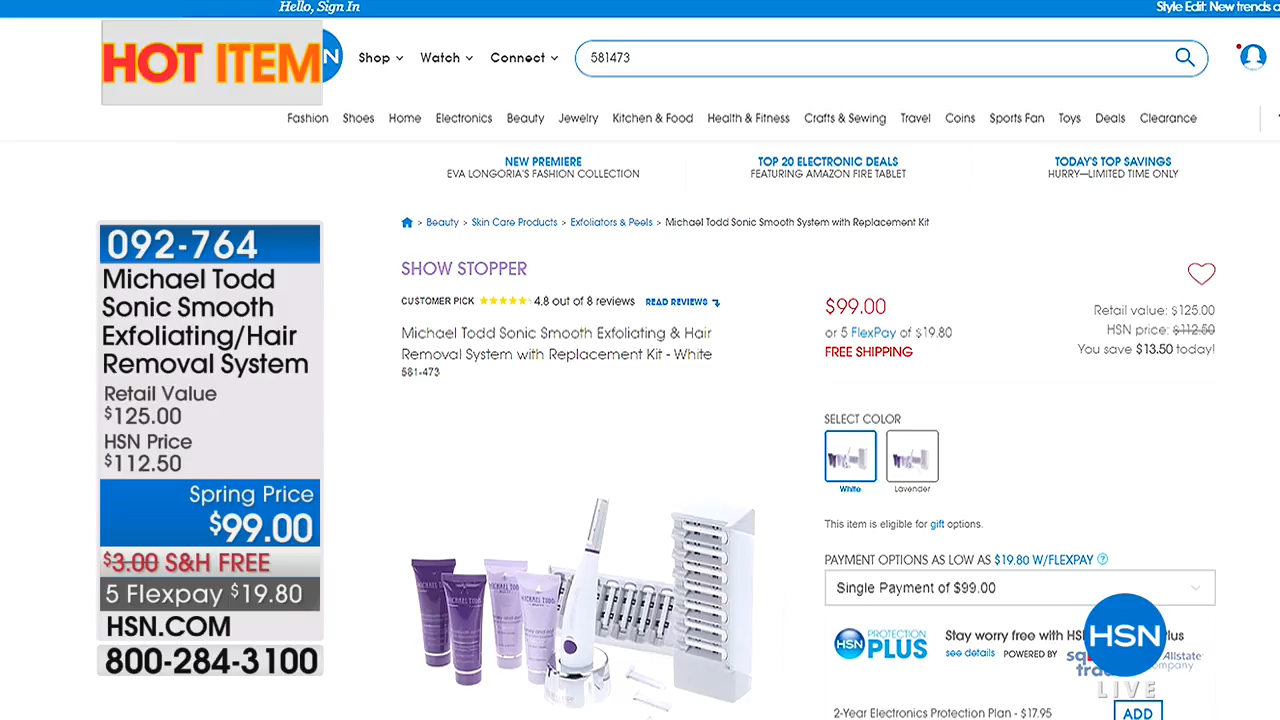 Hello, Sign In
Style Edit: New trends
HOT ITEM
Shop
Watch
Connect
581473
Fashion
Shoes
Home
Electronics
Beauty
Jewelry
Kitchen & Food
Health & Fitness
Crafts & Sewing
Travel
Coins
Sports Fan
Toys
Deals
Clearance
NEW PREMIERE
EVA LONGORIA'S FASHION COLLECTION
TOP 20 ELECTRONIC DEALS
FEATURING AMAZON FIRE TABLET
TODAY'S TOP SAVINGS
HURRY—LIMITED TIME ONLY
> Beauty > Skin Care Products > Exfoliators & Peels > Michael Todd Sonic Smooth System with Replacement Kit
092-764
Michael Todd
Sonic Smooth
Exfoliating/Hair
Removal System
Retail Value
$125.00
HSN Price
$112.50
Spring Price
$99.00
$3.00 S&H FREE
5 Flexpay $19.80
HSN.COM
800-284-3100
SHOW STOPPER
CUSTOMER PICK 4.8 out of 8 reviews READ REVIEWS
Michael Todd Sonic Smooth Exfoliating & Hair
Removal System with Replacement Kit - White
581-473
$99.00
or 5 FlexPay of $19.80
FREE SHIPPING
Retail value: $125.00
HSN price: $112.50
You save $13.50 today!
SELECT COLOR
White
Lavender
This item is eligible for gift options.
PAYMENT OPTIONS AS LOW AS $19.80 W/FLEXPAY ?
Single Payment of $99.00
HSN PROTECTION
PLUS
Stay worry free with
see details POWERED BY
Allstate
HSN
LIVE
2-Year Electronics Protection Plan - $17.95
ADD
MICHAEL TODD